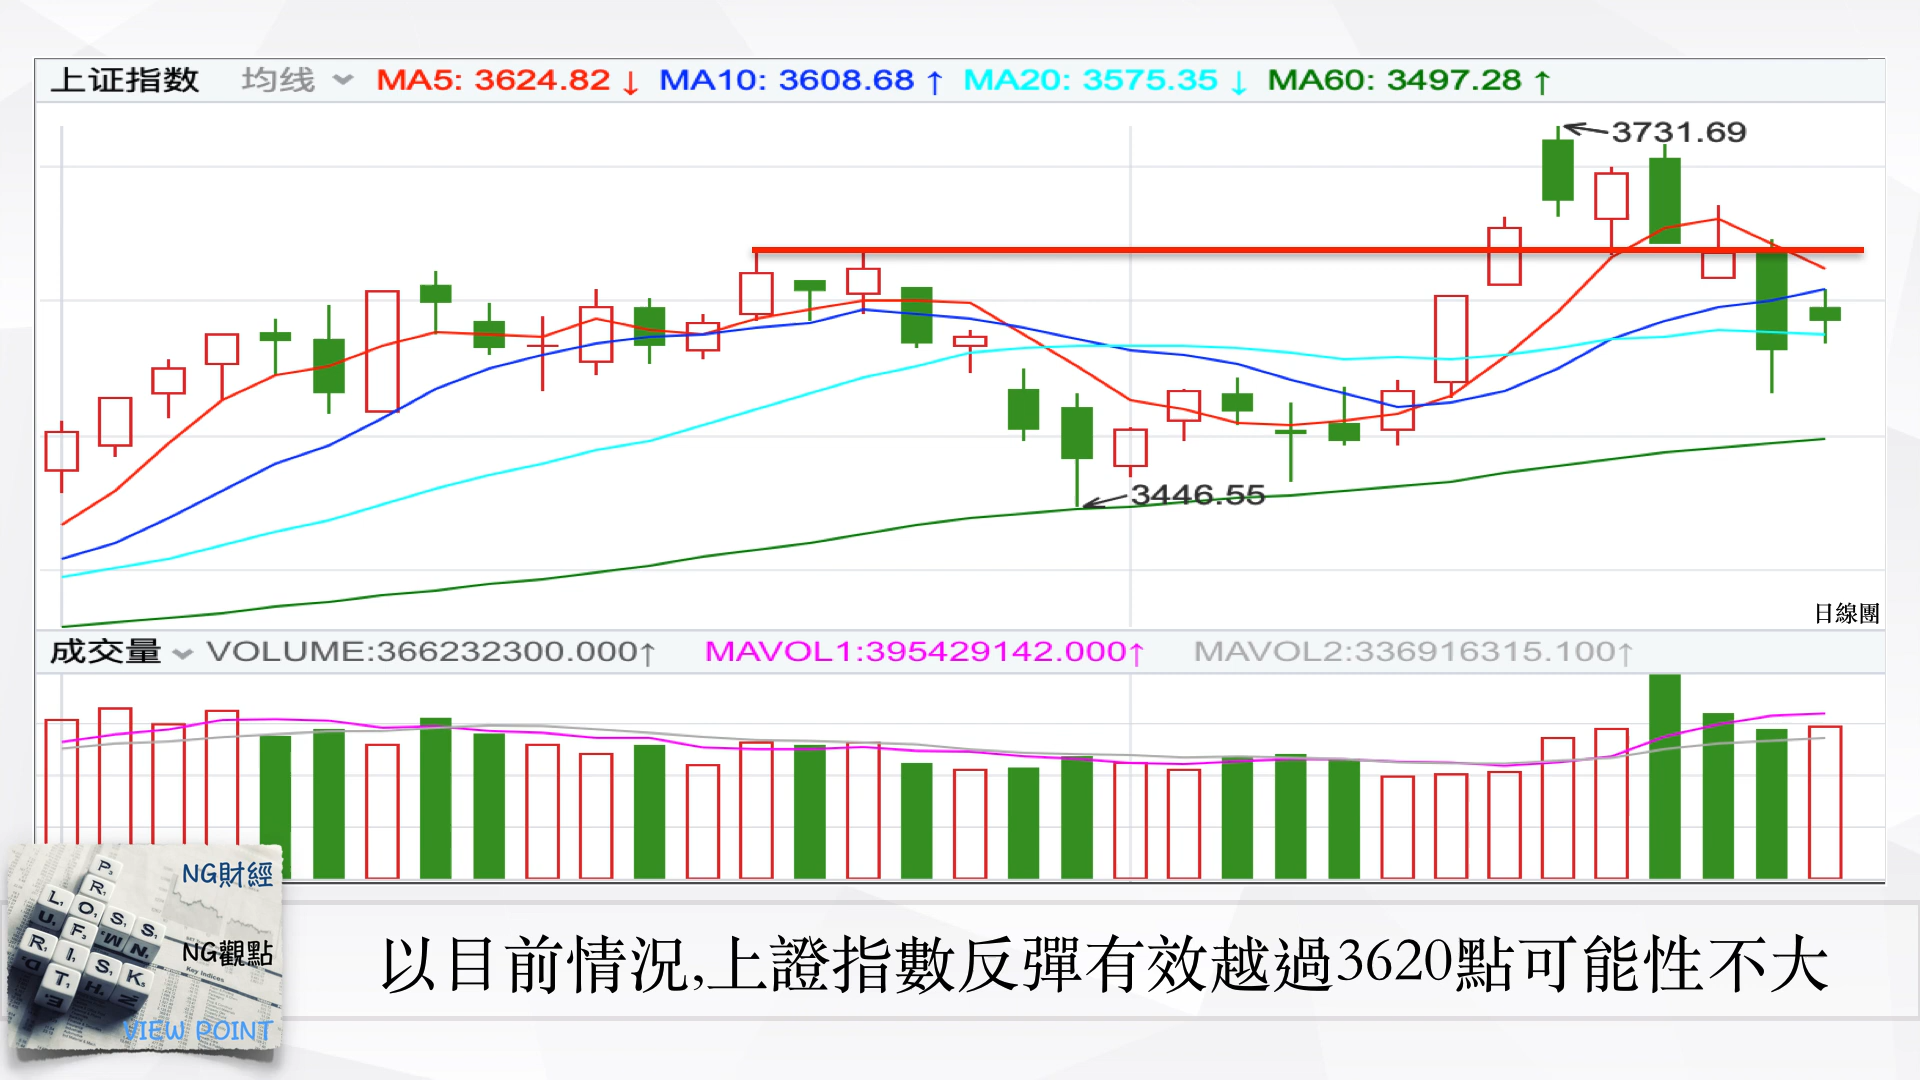 上证指数 均线 MA5: 3624.82 ↓ MA10: 3608.68 ↑ MA20: 3575.35 ↓ MA60: 3497.28 ↑
3731.69
3446.55
日線圖
成交量 VOLUME:366232300.000↑ MAVOL1:395429142.000↑ MAVOL2:336916315.100↑
NG財經
NG觀點
VIEW POINT
以目前情況,上證指數反彈有效越過3620點可能性不大